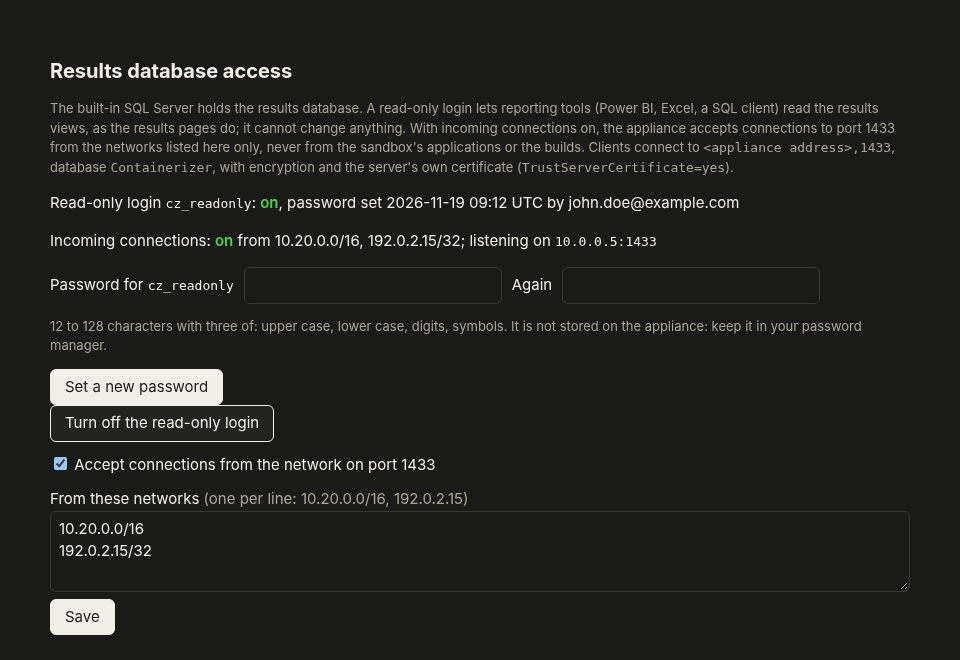 Results database access
The built-in SQL Server holds the results database. A read-only login lets reporting tools (Power BI, Excel, a SQL client) read the results
views, as the results pages do; it cannot change anything. With incoming connections on, the appliance accepts connections to port 1433
from the networks listed here only, never from the sandbox's applications or the builds. Clients connect to <appliance address>,1433,
database Containerizer, with encryption and the server's own certificate (TrustServerCertificate=yes).
Read-only login cz_readonly: on, password set 2026-11-19 09:12 UTC by john.doe@example.com
Incoming connections: on from 10.20.0.0/16, 192.0.2.15/32; listening on 10.0.0.5:1433
Password for cz_readonly Again
12 to 128 characters with three of: upper case, lower case, digits, symbols. It is not stored on the appliance: keep it in your password
manager.
Set a new password
Turn off the read-only login
Accept connections from the network on port 1433
From these networks (one per line: 10.20.0.0/16, 192.0.2.15)
10.20.0.0/16
192.0.2.15/32
Save